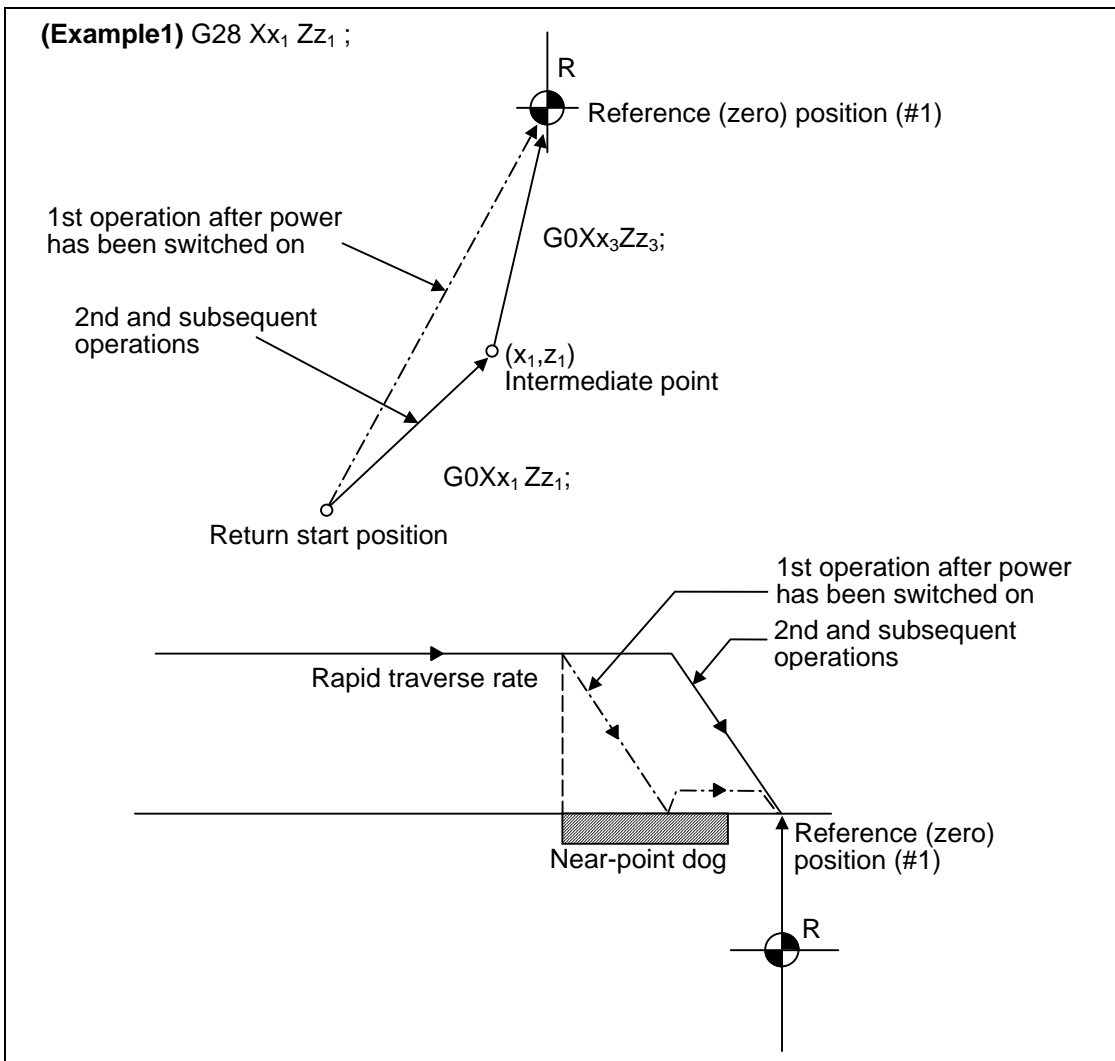 (Example1) G28 Xx₁ Zz₁ ;
R
Reference (zero) position (#1)
1st operation after power
has been switched on
G0Xx₃Zz₃;
2nd and subsequent
operations
(x₁,z₁)
Intermediate point
G0Xx₁ Zz₁;
Return start position
1st operation after power
has been switched on
2nd and subsequent
operations
Rapid traverse rate
Reference (zero)
position (#1)
Near-point dog
R